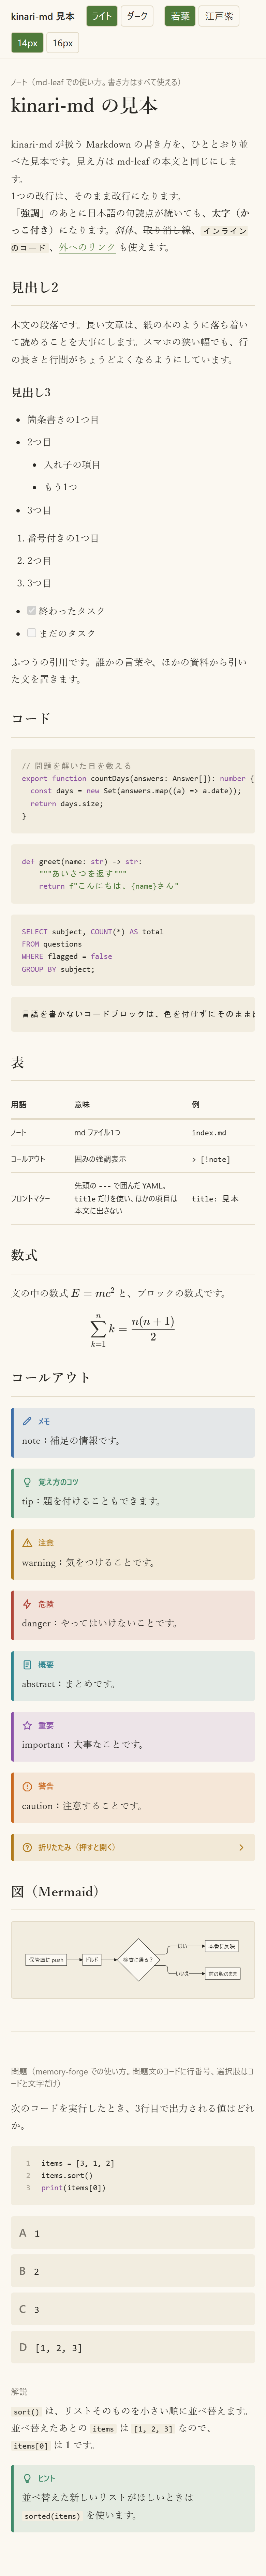 kinari-md 見本 ライト ダーク 若葉 江戸紫
14px 16px
ノート（md-leaf での使い方。書き方はすべて使える）
kinari-md の見本
kinari-md が扱う Markdown の書き方を、ひととおり並
べた見本です。見え方は md-leaf の本文と同じにしま
す。
1つの改行は、そのまま改行になります。
「強調」のあとに日本語の句読点が続いても、太字（か
っこ付き）になります。斜体、取り消し線、インライン
のコード、外へのリンク も使えます。
見出し2
本文の段落です。長い文章は、紙の本のように落ち着い
て読めることを大事にします。スマホの狭い幅でも、行
の長さと行間がちょうどよくなるようにしています。
見出し3
• 箇条書きの1つ目
• 2つ目
• 入れ子の項目
• もう1つ
• 3つ目
1. 番号付きの1つ目
2. 2つ目
3. 3つ目
• 終わったタスク
• まだのタスク
ふつうの引用です。誰かの言葉や、ほかの資料から引い
た文を置きます。
コード
// 問題を解いた日を数える
export function countDays(answers: Answer[]): number {
const days = new Set(answers.map((a) => a.date));
return days.size;
}
def greet(name: str) -> str:
"""あいさつを返す"""
return f"こんにちは、{name}さん"
SELECT subject, COUNT(*) AS total
FROM questions
WHERE flagged = false
GROUP BY subject;
言語を書かないコードブロックは、色を付けずにそのまま
表
用語 意味 例
ノート md ファイル1つ index.md
コールアウト 囲みの強調表示 > [!note]
フロントマター 先頭の --- で囲んだ YAML。
title だけを使い、ほかの項目は
本文に出さない title: 見本
数式
文の中の数式 E = mc² と、ブロックの数式です。
∑_{k=1}^{n} k = n(n + 1) / 2
コールアウト
メモ
note：補足の情報です。
覚え方のコツ
tip：題を付けることもできます。
注意
warning：気をつけることです。
危険
danger：やってはいけないことです。
概要
abstract：まとめです。
重要
important：大事なことです。
警告
caution：注意することです。
折りたたみ（押すと開く）
図（Mermaid）
保管庫に push ビルド 検査に通る？ はい 本番に反映
いいえ 前の版のまま
問題（memory-forge での使い方。問題文のコードに行番号、選択肢はコ
ードと文字だけ）
次のコードを実行したとき、3行目で出力される値はどれ
か。
1 items = [3, 1, 2]
2 items.sort()
3 print(items[0])
A 1
B 2
C 3
D [1, 2, 3]
解説
sort() は、リストそのものを小さい順に並べ替えます。
並べ替えたあとの items は [1, 2, 3] なので、
items[0] は 1 です。
ヒント
並べ替えた新しいリストがほしいときは
sorted(items) を使います。